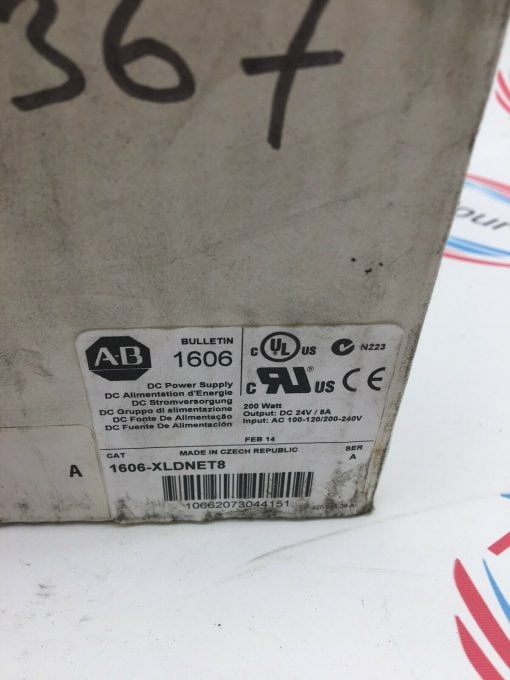 367
A-B
BULLETIN
1606
DC Power Supply
DC Alimentation d'Energie
DC Stromversorgung
DC Gruppo di alimentazione
DC Fonte De Alimentação
DC Fuente De Alimentación
C UL US
N223
C RU US CE
200 Watt
Output: DC 24V / 8A
Input: AC 100-120/200-240V
FEB 14
MADE IN CZECH REPUBLIC
CAT
1606-XLDNET8
SER
A
10662073044151
A